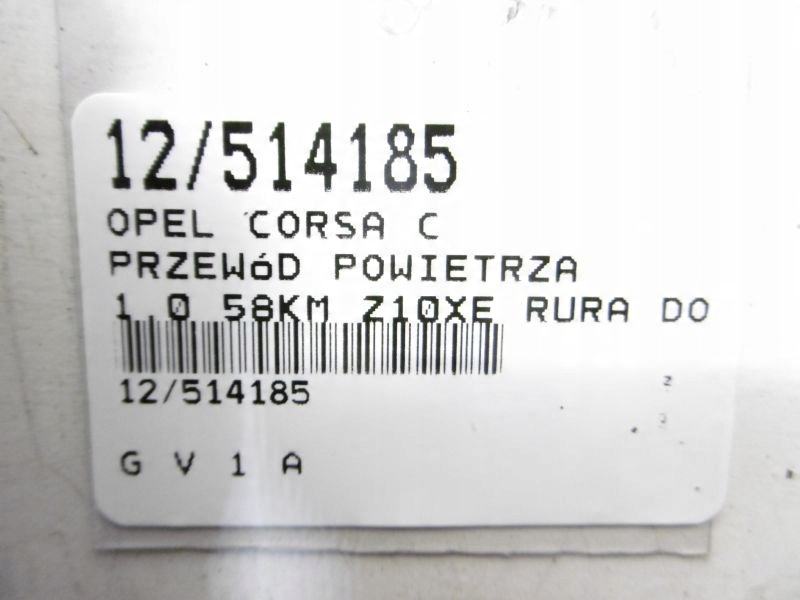 12/514185
OPEL CORSA C
PRZEWóD POWIETRZA
1.0 58KM Z10XE RURA DO
12/514185
G V 1 A